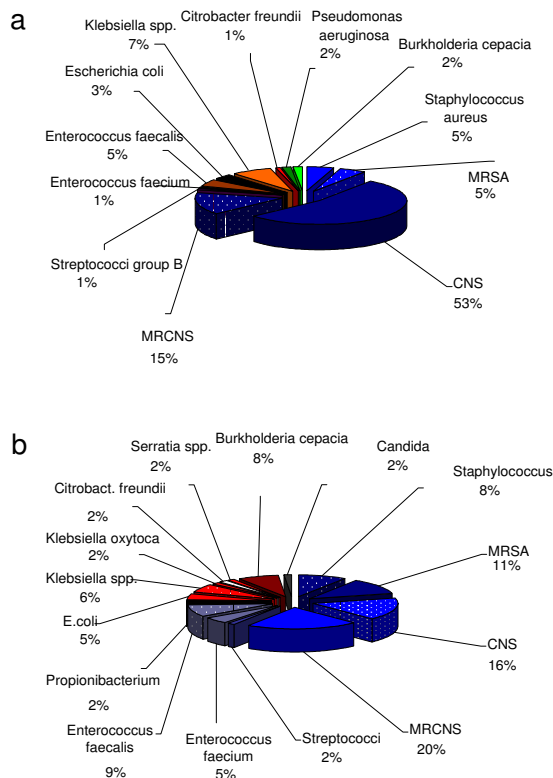 a
Klebsiella spp.
7%
Citrobacter freundii
1%
Pseudomonas
aeruginosa
2%
Burkholderia cepacia
2%
Escherichia coli
3%
Staphylococcus
aureus
5%
Enterococcus faecalis
5%
MRSA
5%
Enterococcus faecium
1%
Streptococci group B
1%
CNS
53%
MRCNS
15%
b
Serratia spp.
2%
Burkholderia cepacia
8%
Candida
2%
Staphylococcus
8%
Citrobact. freundii
2%
Klebsiella oxytoca
2%
MRSA
11%
Klebsiella spp.
6%
E.coli
5%
CNS
16%
Propionibacterium
2%
Enterococcus
faecalis
9%
Enterococcus
faecium
5%
Streptococci
2%
MRCNS
20%